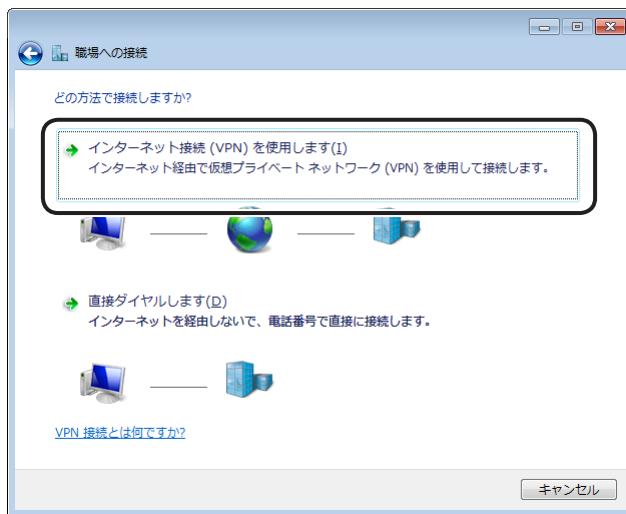 職場への接続
どの方法で接続しますか?
インターネット接続 (VPN) を使用します(I)
インターネット経由で仮想プライベート ネットワーク (VPN) を使用して接続します。
直接ダイヤルします(D)
インターネットを経由しないで、電話番号で直接に接続します。
VPN 接続とは何ですか?
キャンセル